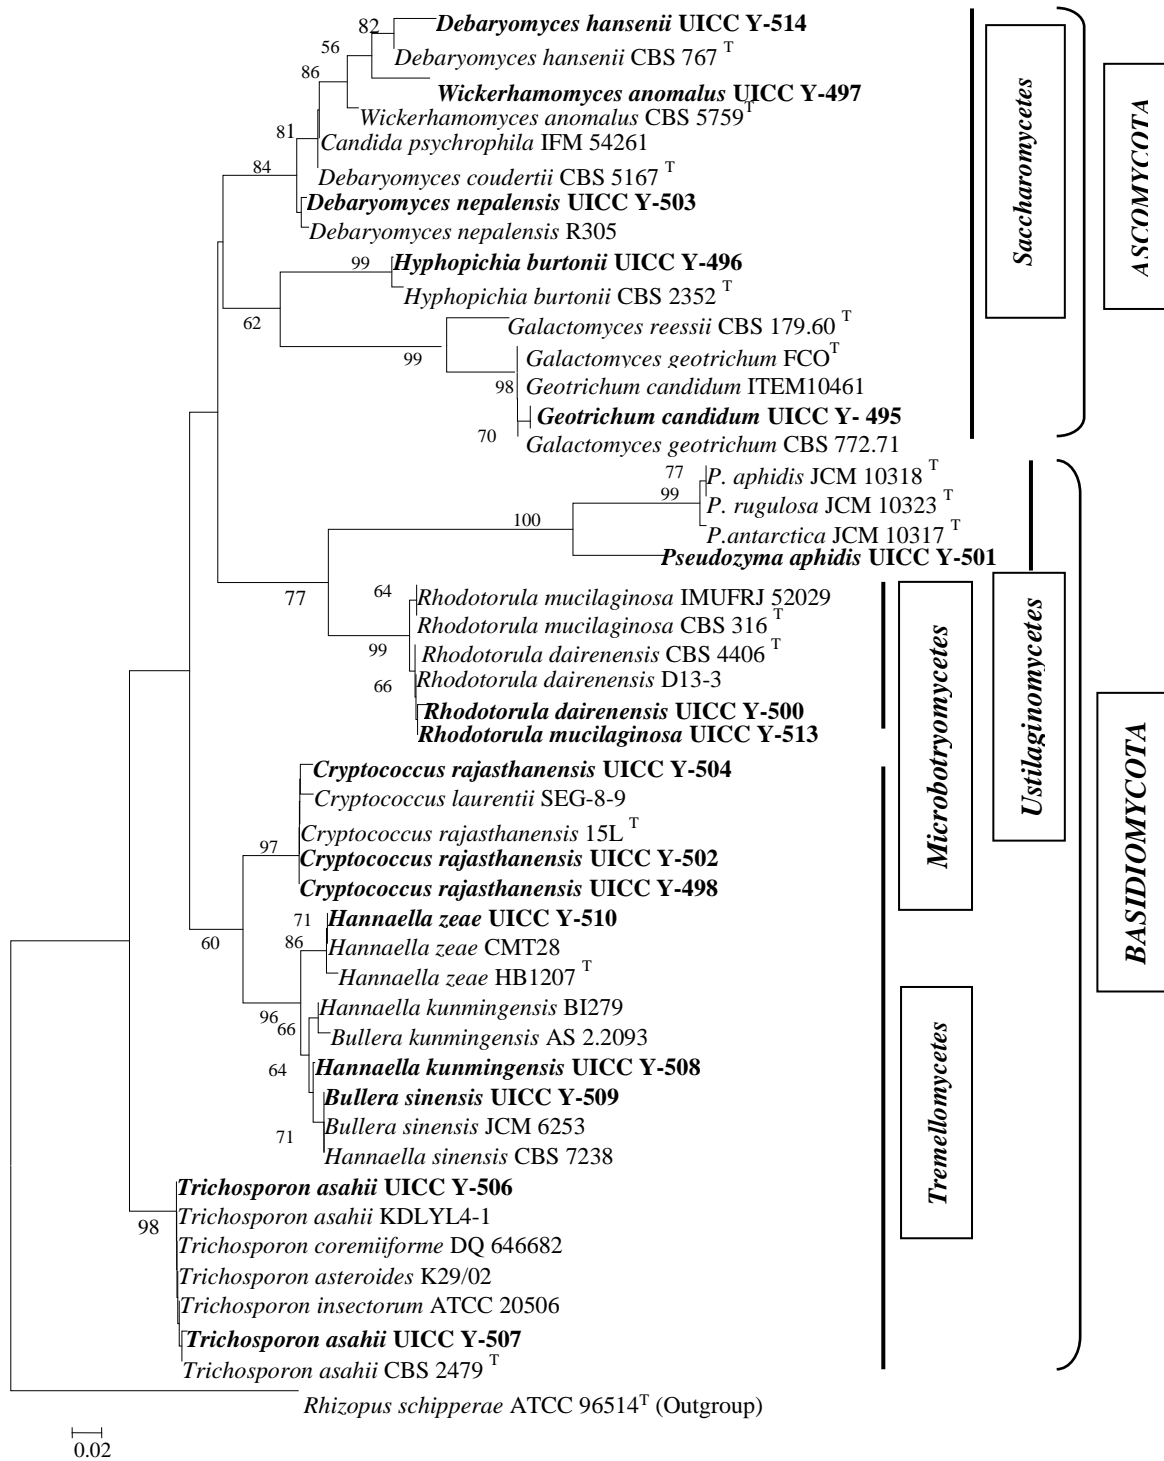 82
Debaryomyces hansenii UICC Y-514
56
Debaryomyces hansenii CBS 767 T
86
Wickerhamomyces anomalus UICC Y-497
Wickerhamomyces anomalus CBS 5759 T
81
Candida psychrophila IFM 54261
84
Debaryomyces coudertii CBS 5167 T
Debaryomyces nepalensis UICC Y-503
Debaryomyces nepalensis R305
99
Hyphopichia burtonii UICC Y-496
Hyphopichia burtonii CBS 2352 T
62
Galactomyces reessii CBS 179.60 T
99
Galactomyces geotrichum FCO T
98
Geotrichum candidum ITEM10461
Geotrichum candidum UICC Y- 495
70
Galactomyces geotrichum CBS 772.71
Saccharomycetes
ASCOMYCOTA
77
P. aphidis JCM 10318 T
99
P. rugulosa JCM 10323 T
100
P.antarctica JCM 10317 T
Pseudozyma aphidis UICC Y-501
77
64
Rhodotorula mucilaginosa IMUFRJ 52029
Rhodotorula mucilaginosa CBS 316 T
99
Rhodotorula dairenensis CBS 4406 T
66
Rhodotorula dairenensis D13-3
Rhodotorula dairenensis UICC Y-500
Rhodotorula mucilaginosa UICC Y-513
Microbotryomycetes
Ustilaginomycetes
BASIDIOMYCOTA
Cryptococcus rajasthanensis UICC Y-504
Cryptococcus laurentii SEG-8-9
Cryptococcus rajasthanensis 15L T
97
Cryptococcus rajasthanensis UICC Y-502
Cryptococcus rajasthanensis UICC Y-498
71
Hannaella zeae UICC Y-510
60
86
Hannaella zeae CMT28
Hannaella zeae HB1207 T
96
Hannaella kunmingensis BI279
66
Bullera kunmingensis AS 2.2093
64
Hannaella kunmingensis UICC Y-508
Bullera sinensis UICC Y-509
71
Bullera sinensis JCM 6253
Hannaella sinensis CBS 7238
Tremellomycetes
Trichosporon asahii UICC Y-506
98
Trichosporon asahii KDLYL4-1
Trichosporon coremiiforme DQ 646682
Trichosporon asteroides K29/02
Trichosporon insectorum ATCC 20506
Trichosporon asahii UICC Y-507
Trichosporon asahii CBS 2479 T
Rhizopus schipperae ATCC 96514T (Outgroup)
0.02